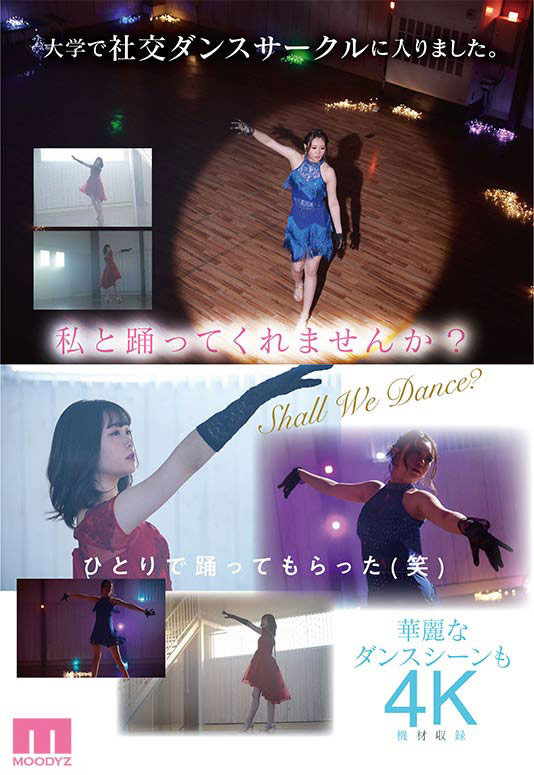 大学で社交ダンスサークルに入りました。
私と踊ってくれませんか？
Shall We Dance?
ひとりで踊ってもらった(笑)
華麗な
ダンスシーンも
4K
機材収録
MOODYZ